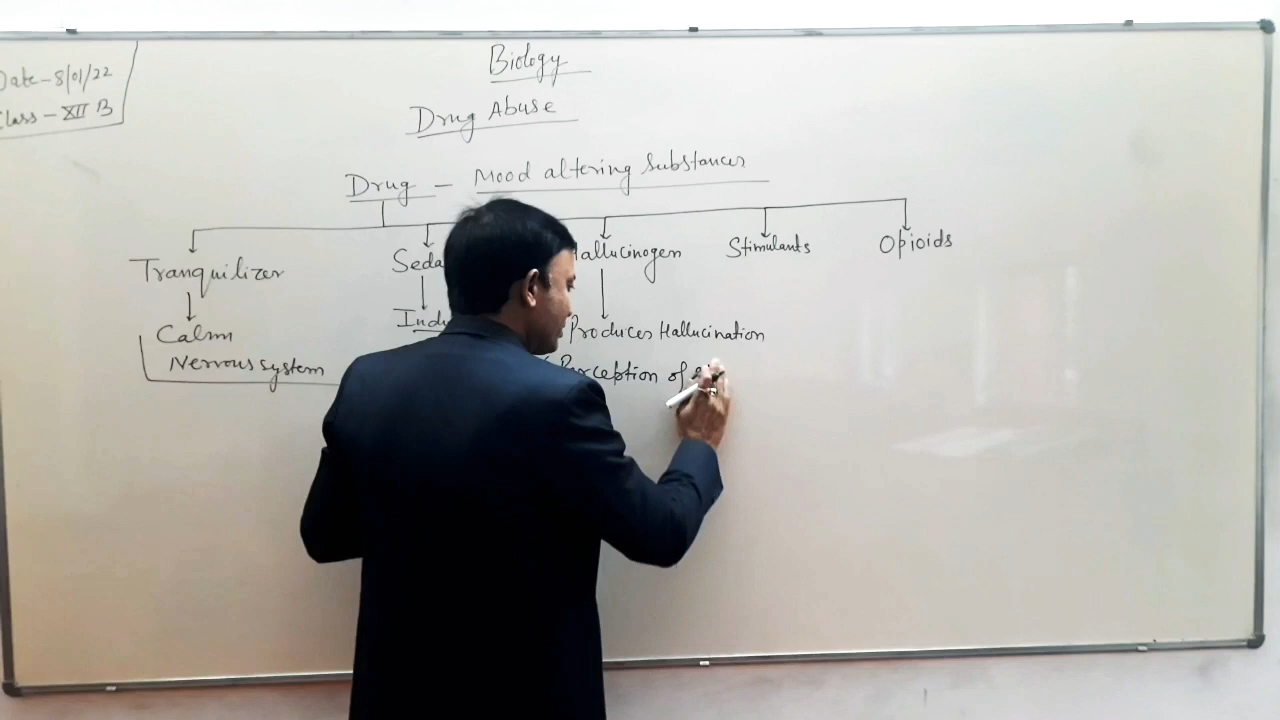 Date-8/01/22
Class - XII B
Biology
Drug Abuse
Drug - Mood altering substances
Tranquilizer
Hallucinogen
Stimulants
Opioids
Calm
Nervous system
Produces Hallucination
Perception of